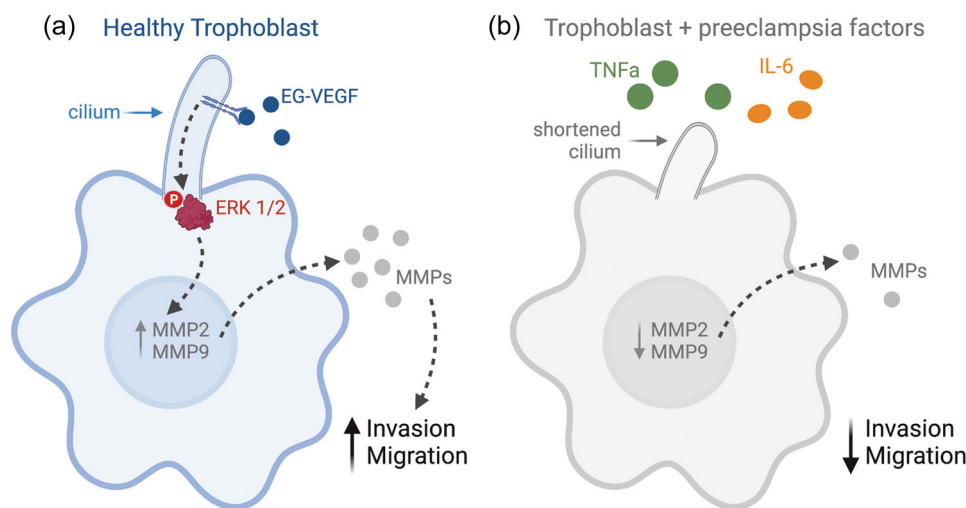 (a) Healthy Trophoblast
EG-VEGF
cilium
P
ERK 1/2
MMPs
MMP2
MMP9
Invasion
Migration
(b) Trophoblast + preeclampsia factors
TNFa
IL-6
shortened
cilium
MMPs
MMP2
MMP9
Invasion
Migration